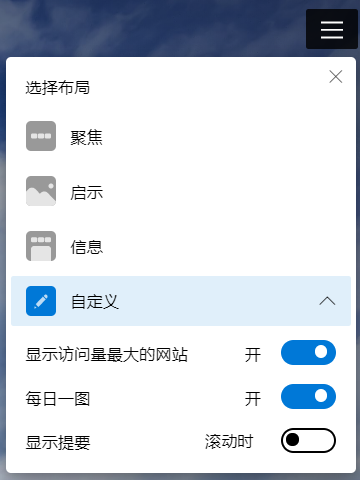 选择布局
聚焦
启示
信息
自定义
显示访问量最大的网站 开
每日一图 开
显示提要 滚动时